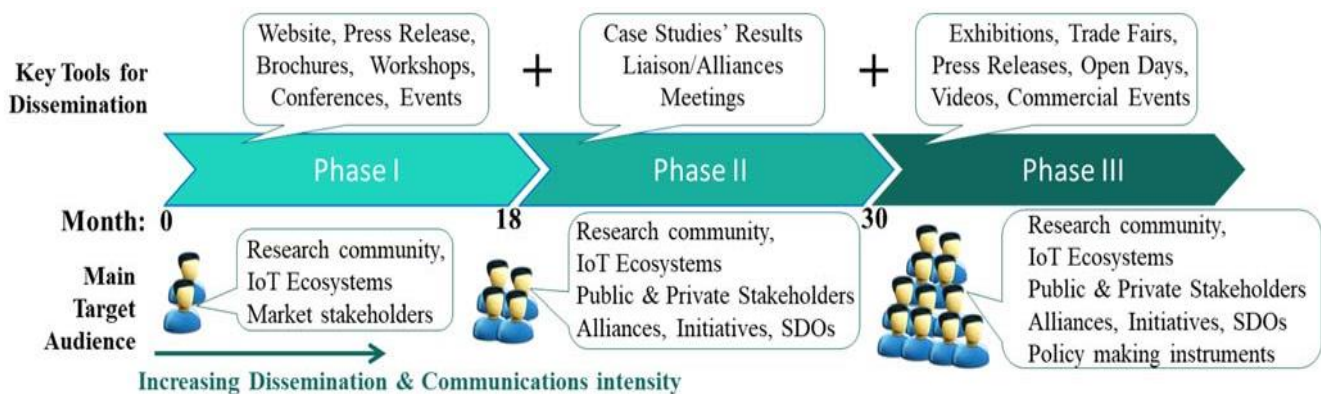 Key Tools for
Dissemination
Website, Press Release,
Brochures, Workshops,
Conferences, Events
+
Case Studies' Results
Liaison/Alliances
Meetings
+
Exhibitions, Trade Fairs,
Press Releases, Open Days,
Videos, Commercial Events
Phase I
Phase II
Phase III
Month: 0 18 30
Main
Target
Audience
Research community,
IoT Ecosystems
Market stakeholders
Research community,
IoT Ecosystems
Public & Private Stakeholders
Alliances, Initiatives, SDOs
Research community,
IoT Ecosystems
Public & Private Stakeholders
Alliances, Initiatives, SDOs
Policy making instruments
Increasing Dissemination & Communications intensity